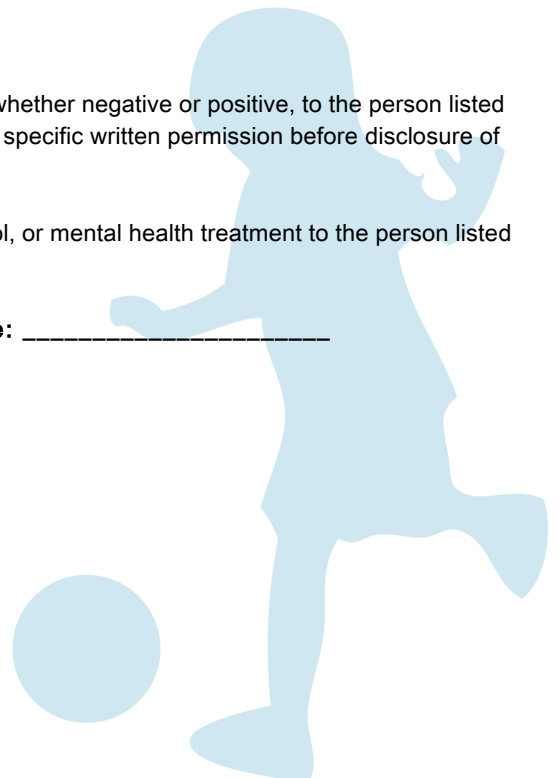 whether negative or positive, to the person listed
specific written permission before disclosure of
ol, or mental health treatment to the person listed
e: ______________________